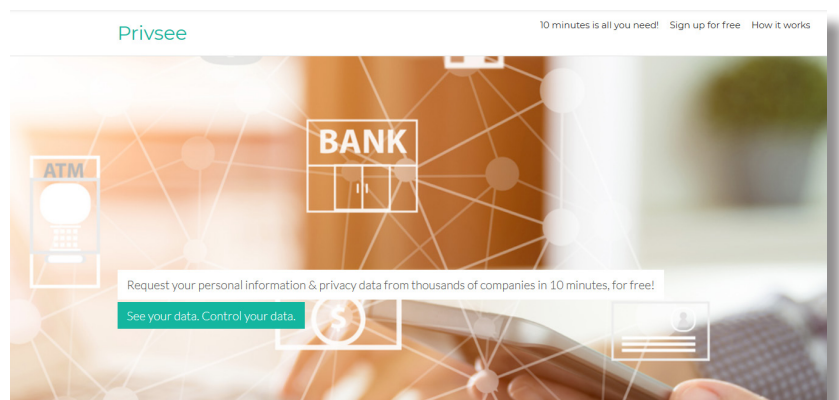 Privsee
10 minutes is all you need! Sign up for free How it works
BANK
ATM
Request your personal information & privacy data from thousands of companies in 10 minutes, for free!
See your data. Control your data.
$